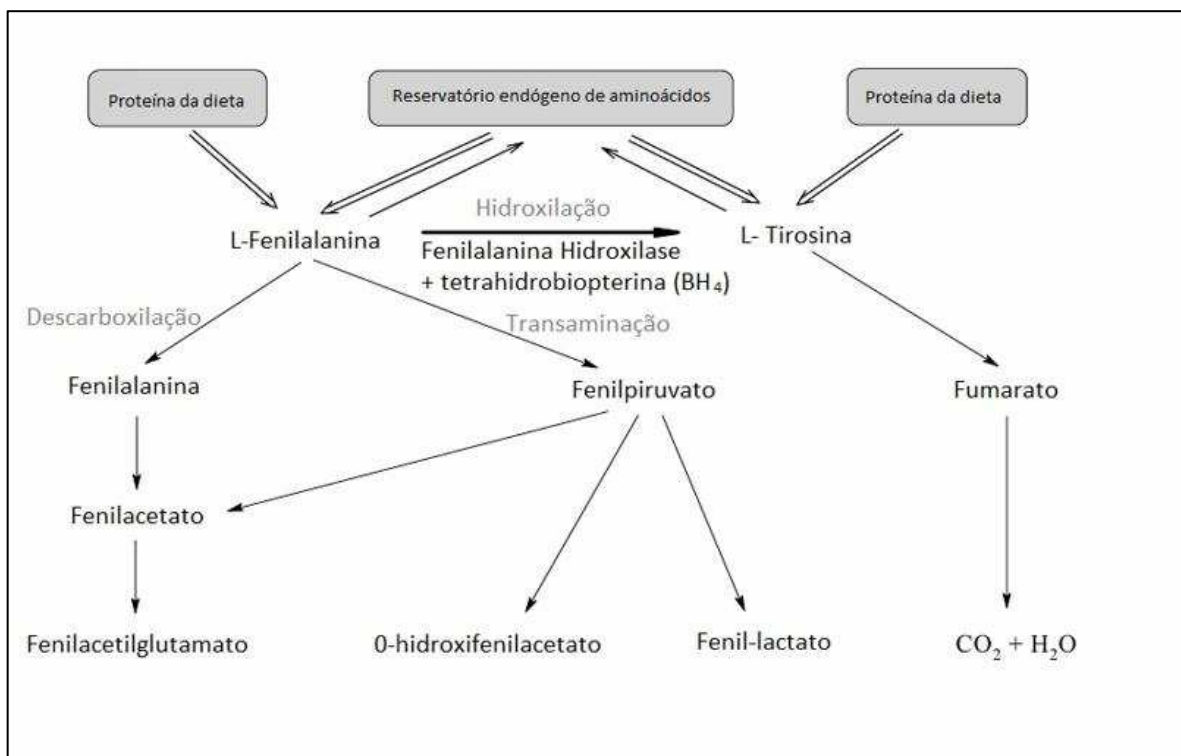 Proteína da dieta
Reservatório endógeno de aminoácidos
Proteína da dieta
Hidroxilação
L-Fenilalanina
L- Tirosina
Fenilalanina Hidroxilase
+ tetrahidrobiopterina (BH₄)
Descarboxilação
Transaminação
Fenilalanina
Fenilpiruvato
Fumarato
Fenilacetato
Fenilacetilglutamato
0-hidroxifenilacetato
Fenil-lactato
CO₂ + H₂O